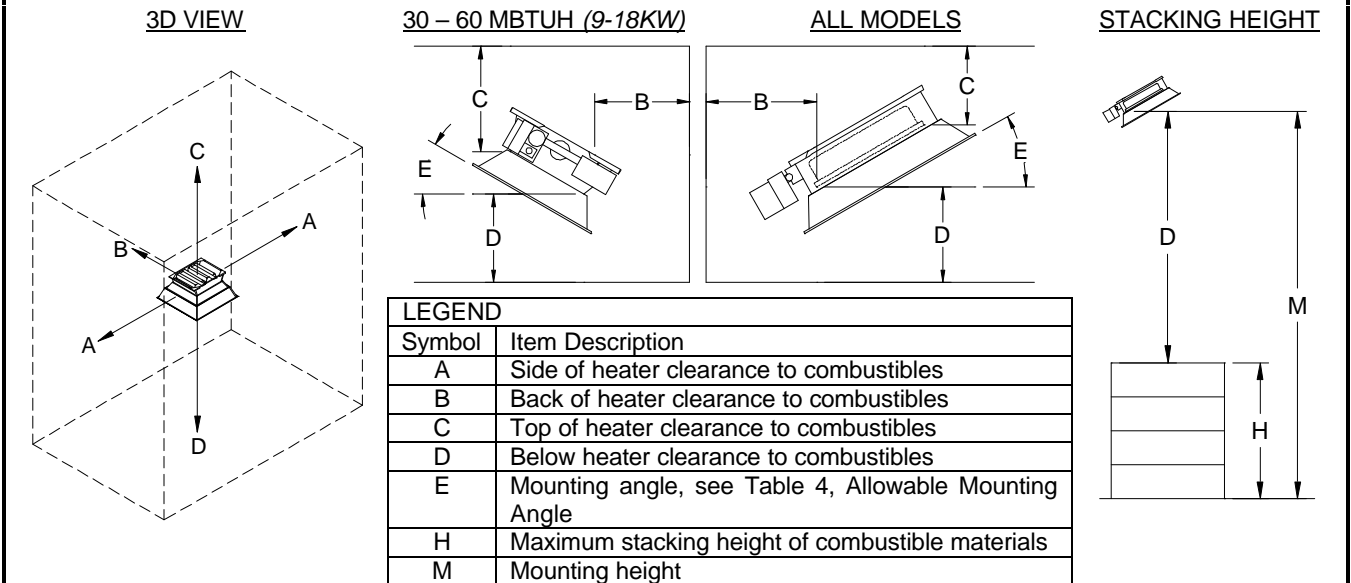 3D VIEW
30 – 60 MBTUH (9-18KW)
ALL MODELS
STACKING HEIGHT
C
B
A
A
D
C
B
E
D
B
C
E
D
D
M
H
LEGEND
Symbol Item Description
A Side of heater clearance to combustibles
B Back of heater clearance to combustibles
C Top of heater clearance to combustibles
D Below heater clearance to combustibles
E Mounting angle, see Table 4, Allowable Mounting
Angle
H Maximum stacking height of combustible materials
M Mounting height